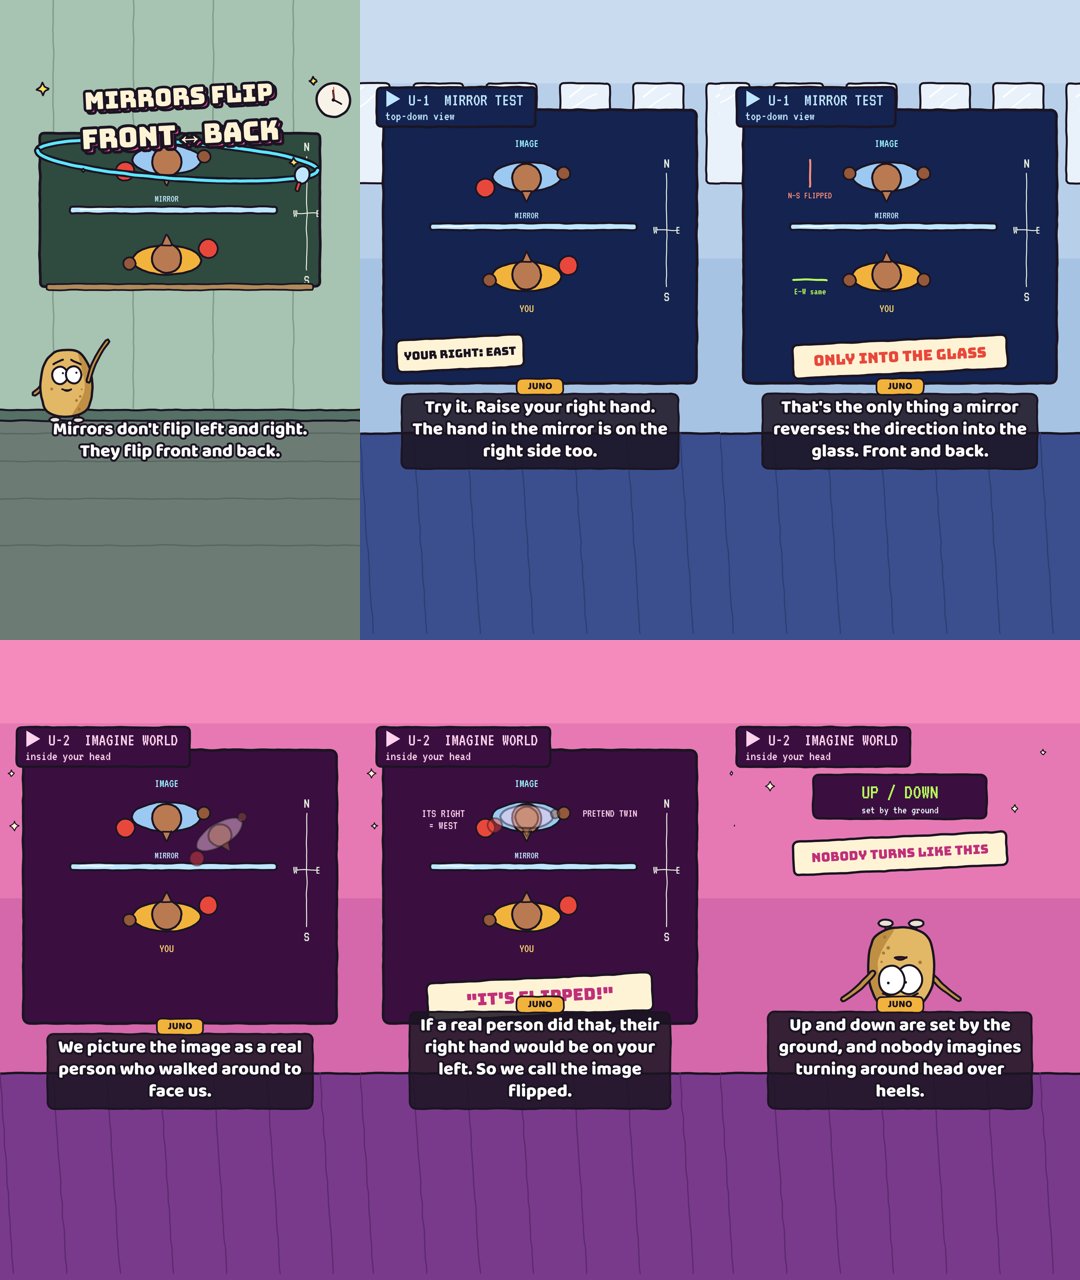 MIRRORS FLIP
FRONT ↔ BACK
N
MIRROR
W E
S
Mirrors don't flip left and right.
They flip front and back.
U-1 MIRROR TEST
top-down view
IMAGE
N
MIRROR
W E
S
YOU
YOUR RIGHT: EAST
JUNO
Try it. Raise your right hand.
The hand in the mirror is on the
right side too.
U-1 MIRROR TEST
top-down view
IMAGE
N
N-S FLIPPED
MIRROR
W E
E-W same
S
YOU
ONLY INTO THE GLASS
JUNO
That's the only thing a mirror
reverses: the direction into the
glass. Front and back.
U-2 IMAGINE WORLD
inside your head
IMAGE
N
MIRROR
W E
S
YOU
JUNO
We picture the image as a real
person who walked around to
face us.
U-2 IMAGINE WORLD
inside your head
IMAGE
N
ITS RIGHT
= WEST
PRETEND TWIN
MIRROR
W E
S
YOU
"IT'S FLIPPED!"
JUNO
If a real person did that, their
right hand would be on your
left. So we call the image
flipped.
U-2 IMAGINE WORLD
inside your head
UP / DOWN
set by the ground
NOBODY TURNS LIKE THIS
JUNO
Up and down are set by the
ground, and nobody imagines
turning around head over
heels.